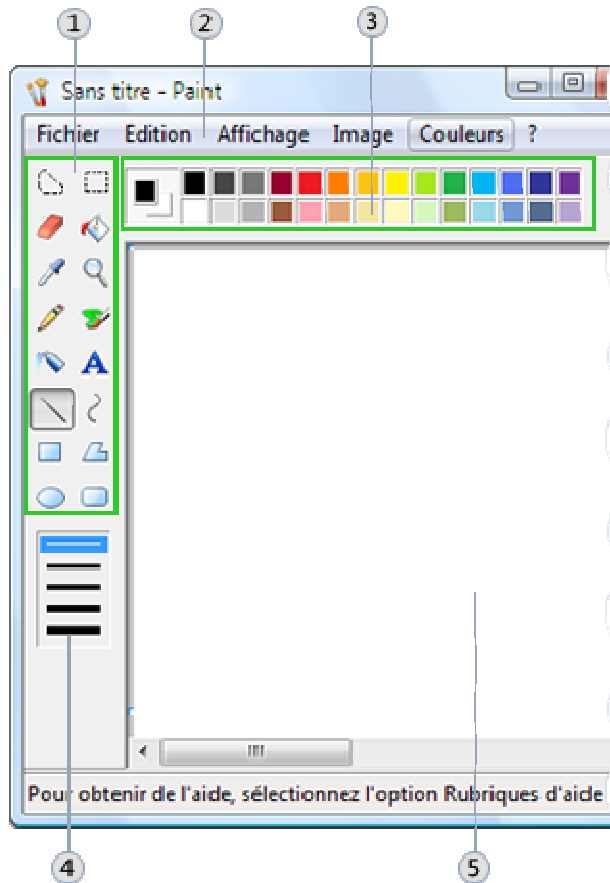 1 2 3
Sans titre - Paint
Fichier Edition Affichage Image Couleurs ?
A
Pour obtenir de l'aide, sélectionnez l'option Rubriques d'aide
4 5